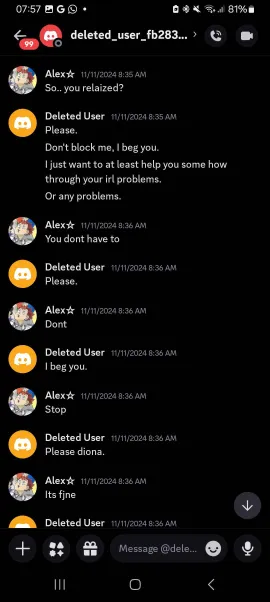 07:57
81%
99
deleted_user_fb283...
Alex☆ 11/11/2024 8:35 AM
So.. you relaized?
Deleted User 11/11/2024 8:35 AM
Please.
Don't block me, I beg you.
I just want to at least help you some how
through your irl problems.
Or any problems.
Alex☆ 11/11/2024 8:36 AM
You dont have to
Deleted User 11/11/2024 8:36 AM
Please.
Alex☆ 11/11/2024 8:36 AM
Dont
Deleted User 11/11/2024 8:36 AM
I beg you.
Alex☆ 11/11/2024 8:36 AM
Stop
Deleted User 11/11/2024 8:36 AM
Please diona.
Alex☆ 11/11/2024 8:36 AM
Its fjne
Deleted User 11/11/2024 8:36 AM
Message @dele...